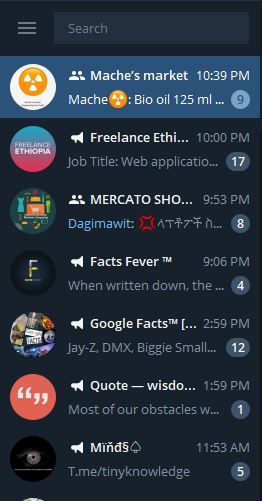 Search
Mache's market 10:39 PM
Mache☢️: Bio oil 125 ml ... 9
FREELANCE
ETHIOPIA
Freelance Ethi... 10:00 PM
Job Title: Web applicatio... 17
MERCATO SHO... 9:53 PM
Dagimawit: 💢ላፕቶፖች ስ... 8
F
Facts Fever ™ 9:06 PM
When written down, the ... 4
FACTS
Google Facts™ [... 2:59 PM
Jay-Z, DMX, Biggie Small... 12
Quote — wisdo... 1:59 PM
Most of our obstacles w... 1
Mïñđ§♤ 11:53 AM
T.me/tinyknowledge 5